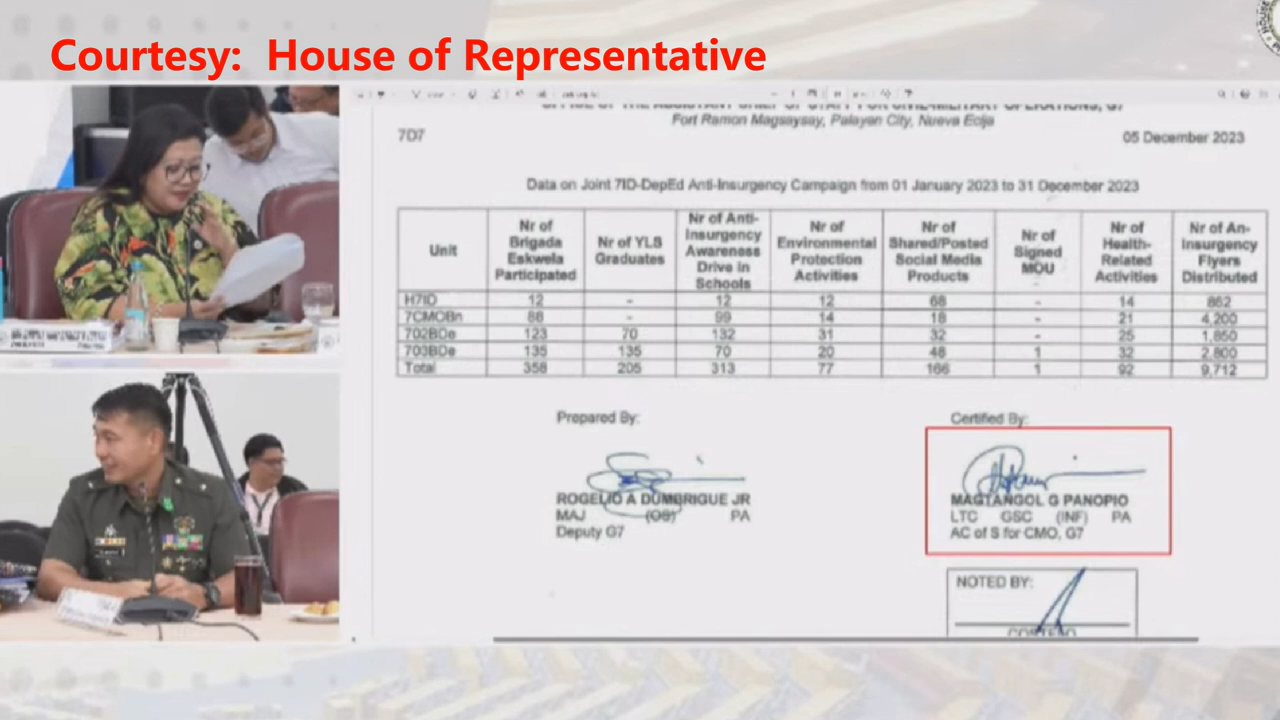 Courtesy: House of Representative
Fort Ramon Magsaysay, Palayan City, Nueva Ecija
7D7
05 December 2023
Data on Joint 7ID-DepEd Anti-Insurgency Campaign from 01 January 2023 to 31 December 2023
Unit | Nr of Brigada Eskwela Participated | Nr of YLS Graduates | Nr of Anti-Insurgency Awareness Drive in Schools | Nr of Environmental Protection Activities | Nr of Shared/Posted Social Media Products | Nr of Signed MOU | Nr of Health-Related Activities | Nr of An-Insurgency Flyers Distributed
H7ID | 12 | - | 12 | 12 | 68 | - | 14 | 862
7CMOBn | 88 | - | 99 | 14 | 18 | - | 21 | 4,200
702BDe | 123 | 70 | 132 | 31 | 32 | - | 25 | 1,850
703BDe | 135 | 135 | 70 | 20 | 48 | 1 | 32 | 2,800
Total | 358 | 205 | 313 | 77 | 166 | 1 | 92 | 9,712
Prepared By:
ROGELIO A DUMBRIGUE JR
MAJ (OS) PA
Deputy G7
Certified By:
MAGTANGOL G PANOPIO
LTC GSC (INF) PA
AC of S for CMO, G7
NOTED BY: